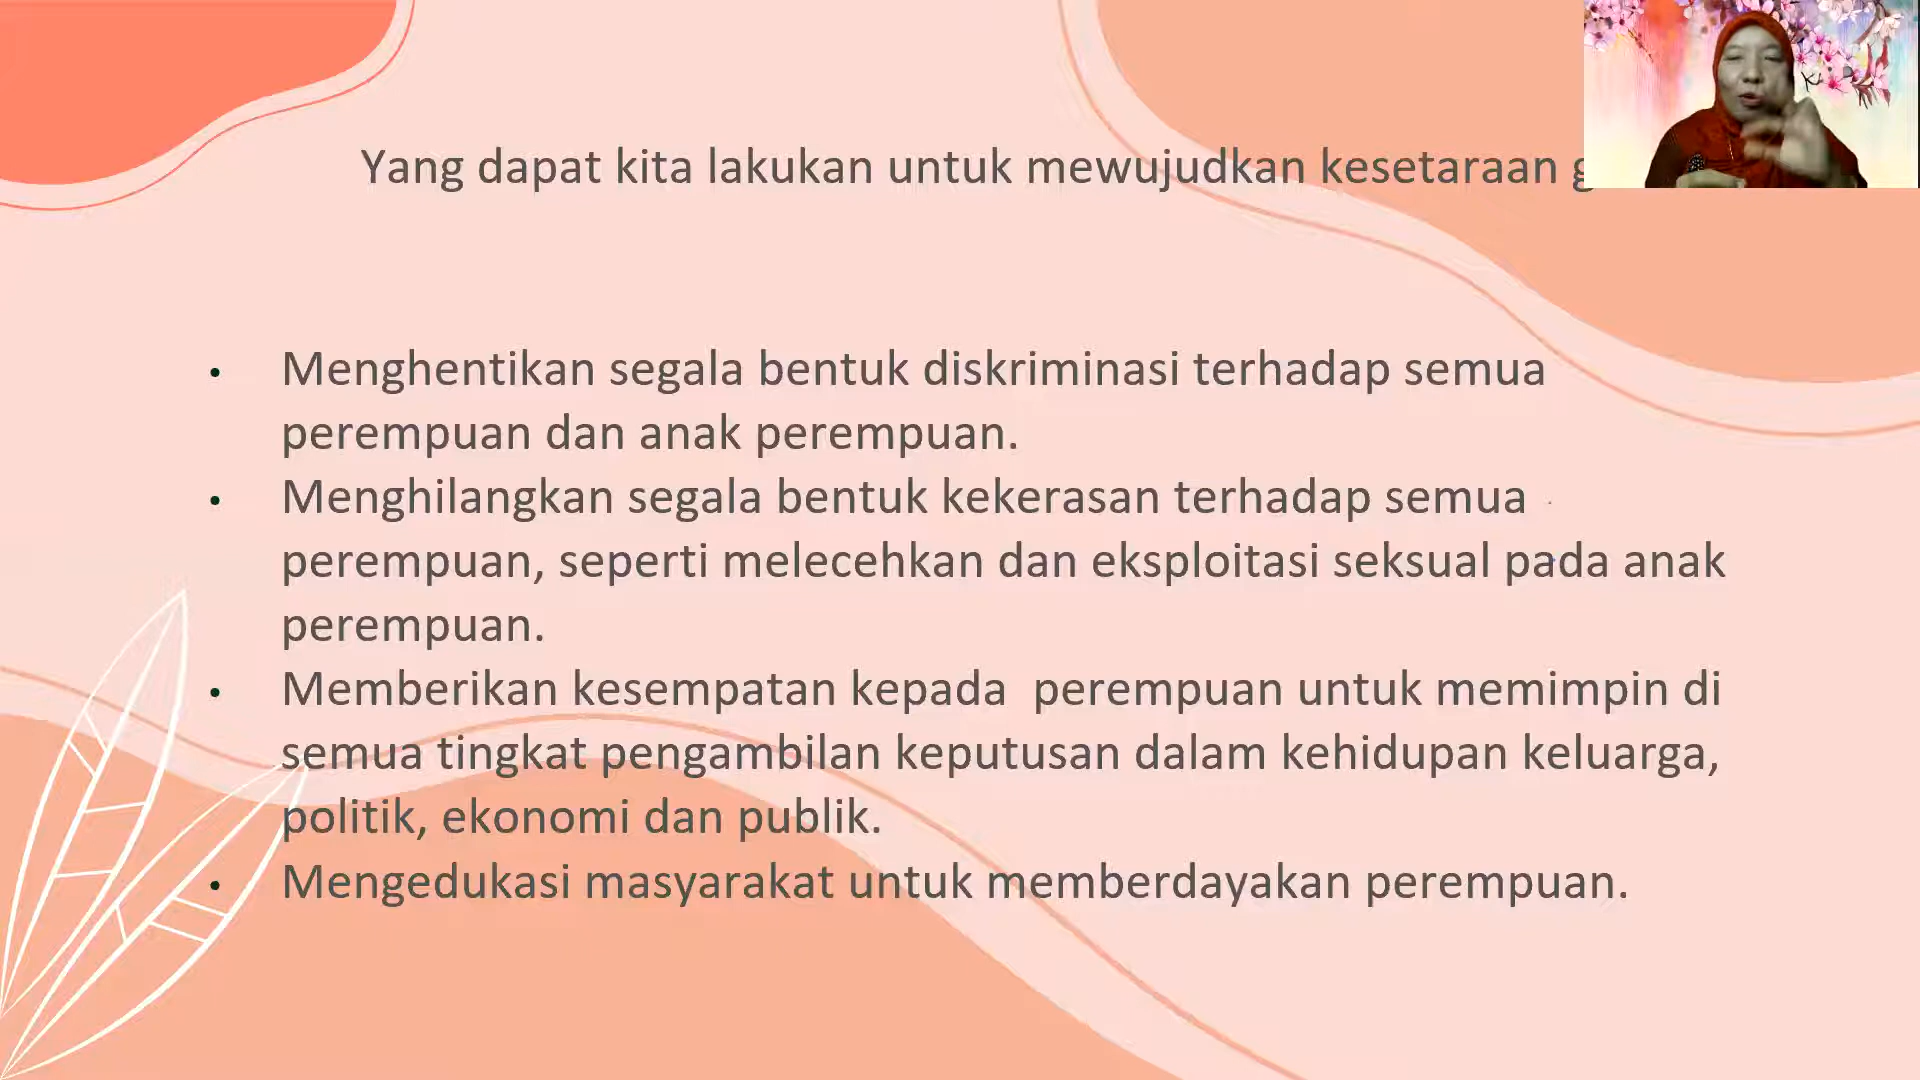 Yang dapat kita lakukan untuk mewujudkan kesetaraan
• Menghentikan segala bentuk diskriminasi terhadap semua
perempuan dan anak perempuan.
• Menghilangkan segala bentuk kekerasan terhadap semua
perempuan, seperti melecehkan dan eksploitasi seksual pada anak
perempuan.
• Memberikan kesempatan kepada perempuan untuk memimpin di
semua tingkat pengambilan keputusan dalam kehidupan keluarga,
politik, ekonomi dan publik.
• Mengedukasi masyarakat untuk memberdayakan perempuan.